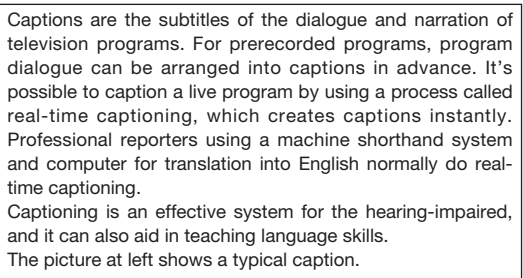 Captions are the subtitles of the dialogue and narration of
television programs. For prerecorded programs, program
dialogue can be arranged into captions in advance. It's
possible to caption a live program by using a process called
real-time captioning, which creates captions instantly.
Professional reporters using a machine shorthand system
and computer for translation into English normally do real-
time captioning.
Captioning is an effective system for the hearing-impaired,
and it can also aid in teaching language skills.
The picture at left shows a typical caption.